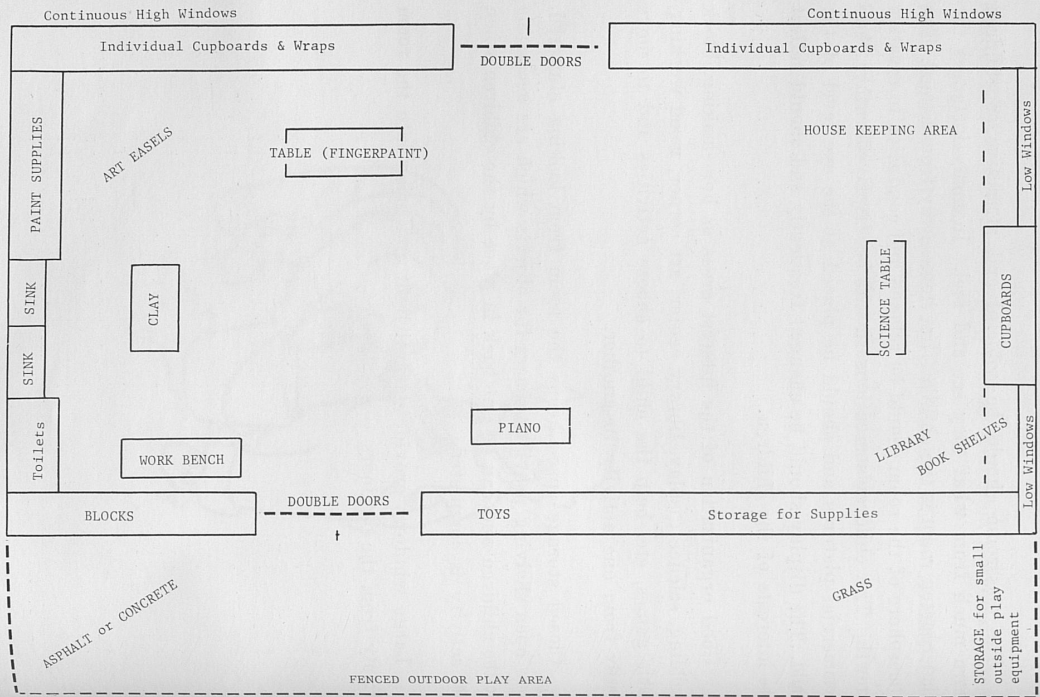 Continuous High Windows
Continuous High Windows
Individual Cupboards & Wraps
Individual Cupboards & Wraps
DOUBLE DOORS
PAINT SUPPLIES
ART EASELS
TABLE (FINGERPAINT)
HOUSE KEEPING AREA
Low Windows
SINK
CLAY
SCIENCE TABLE
CUPBOARDS
SINK
Toilets
WORK BENCH
PIANO
LIBRARY
BOOK SHELVES
Low Windows
BLOCKS
DOUBLE DOORS
TOYS
Storage for Supplies
ASPHALT or CONCRETE
GRASS
STORAGE for small
outside play
equipment
FENCED OUTDOOR PLAY AREA